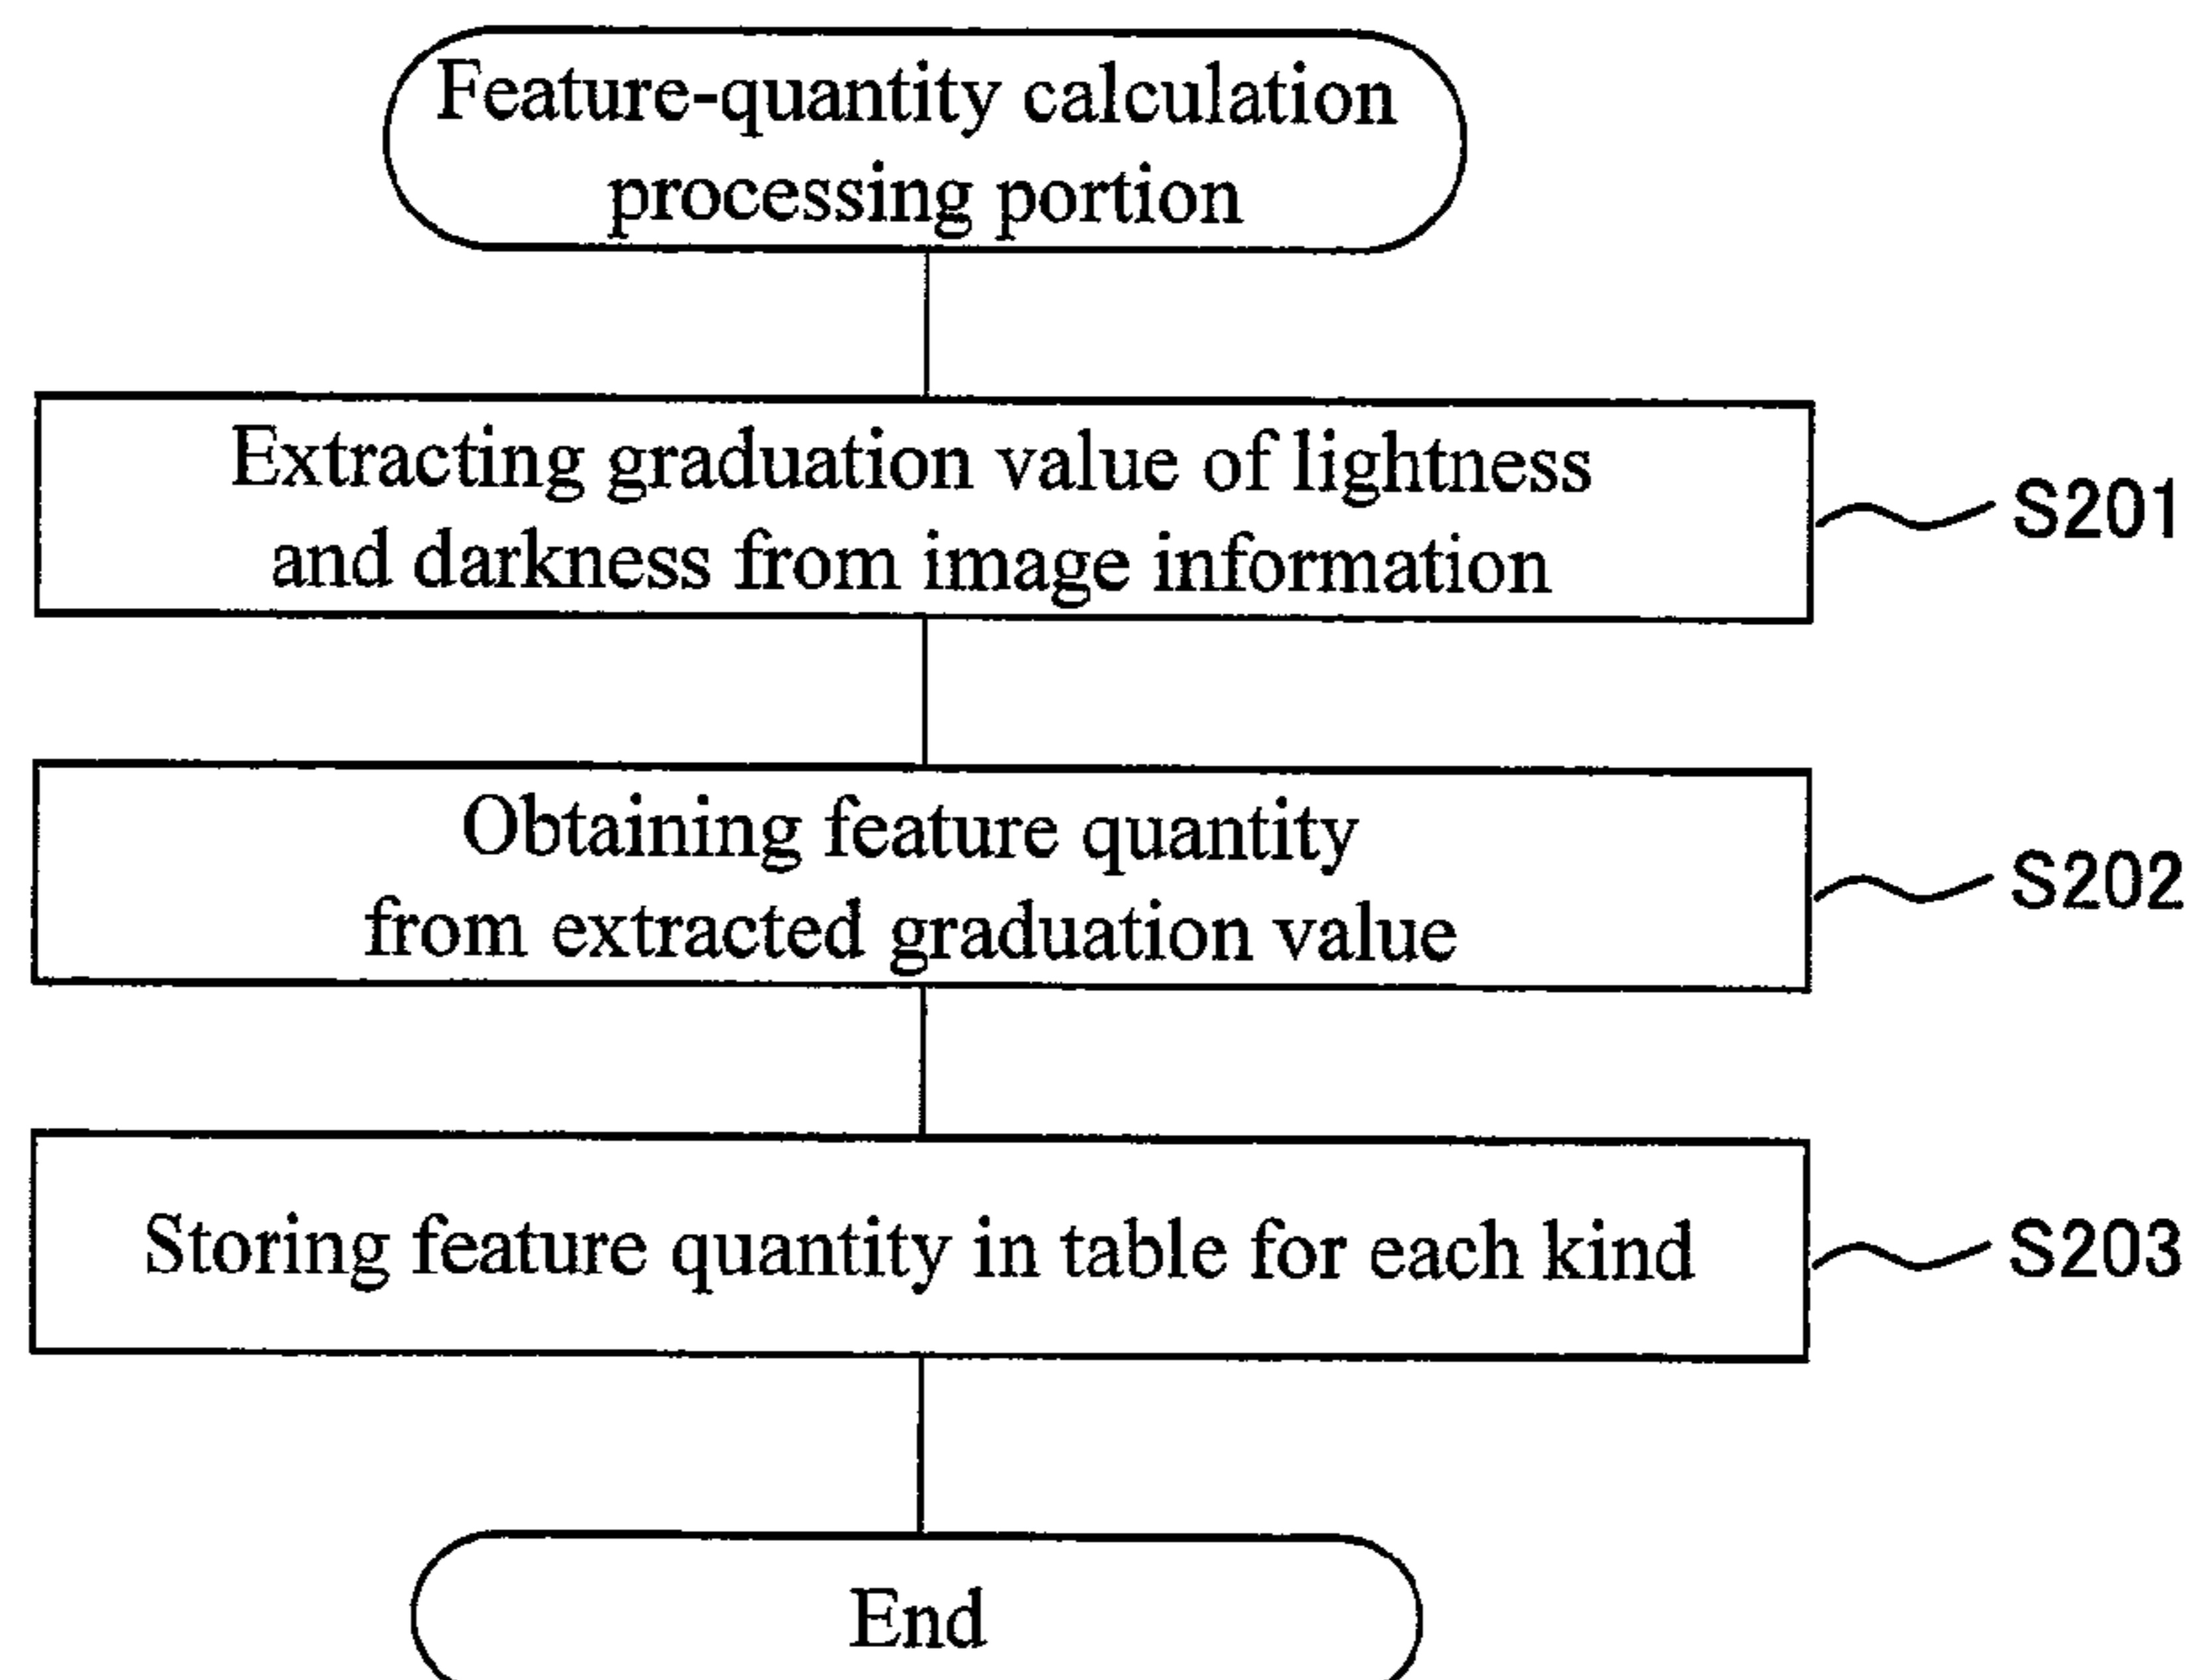 Feature-quantity calculation
processing portion
Extracting graduation value of lightness
and darkness from image information
S201
Obtaining feature quantity
from extracted graduation value
S202
Storing feature quantity in table for each kind
S203
End